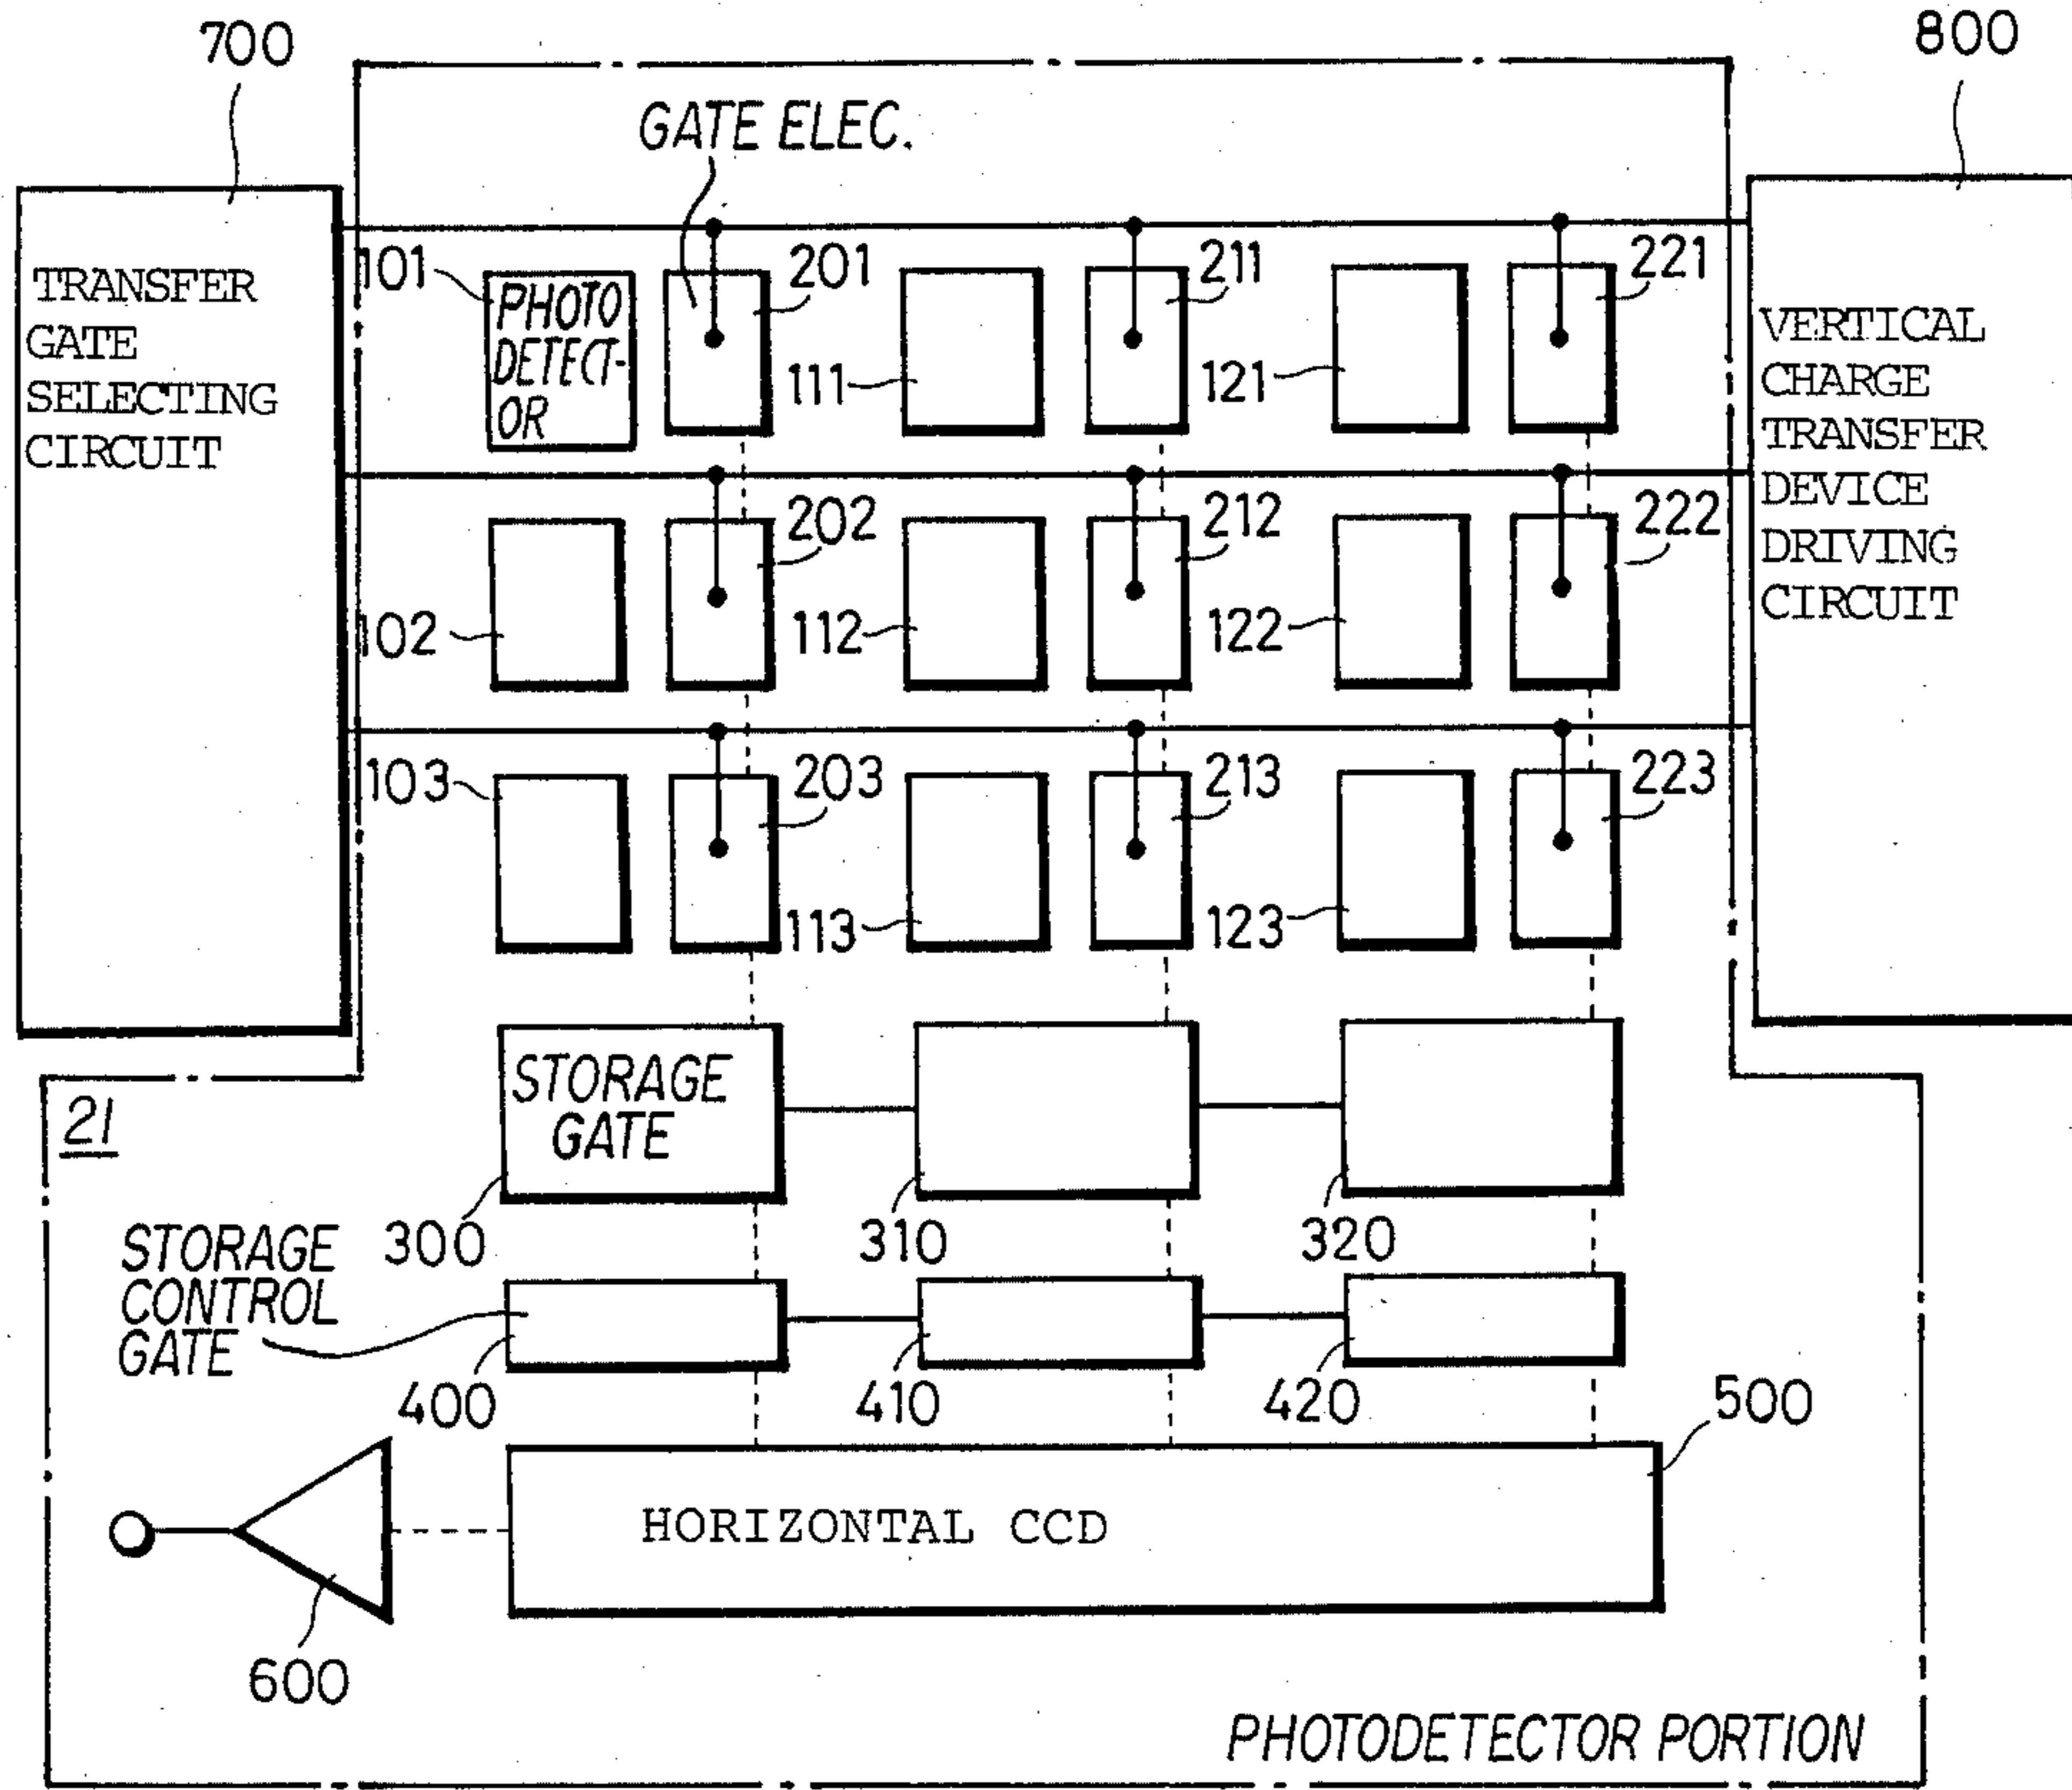 700
800
GATE ELEC.
TRANSFER
GATE
SELECTING
CIRCUIT
101
PHOTO
DETECT-
OR
201
111
211
121
221
VERTICAL
CHARGE
TRANSFER
DEVICE
DRIVING
CIRCUIT
102
202
112
212
122
222
103
203
113
213
123
223
21
STORAGE
GATE
300
310
320
STORAGE
CONTROL
GATE
400
410
420
500
HORIZONTAL CCD
600
PHOTODETECTOR PORTION